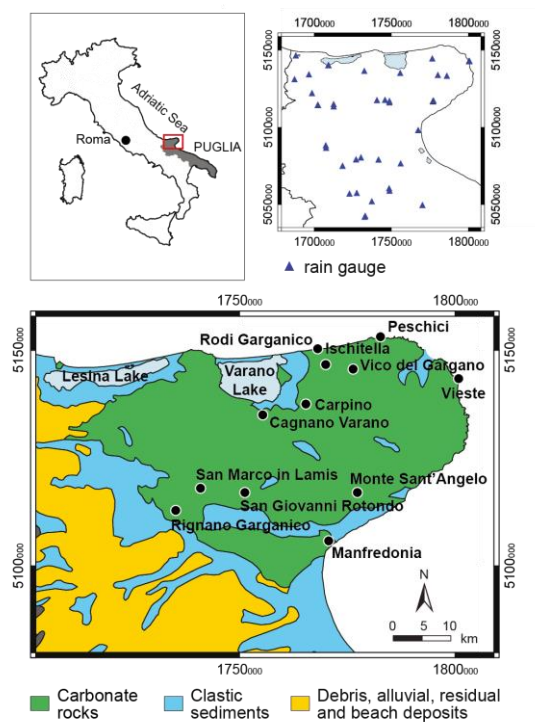 Adriatic Sea
Roma
PUGLIA
1700000 1750000 1800000
5150000
5100000
5050000
1700000 1750000 1800000
rain gauge
1750000 1800000
5150000
Peschici
Rodi Garganico
Ischitella
Lesina Lake
Varano
Lake
Vico del Gargano
Vieste
Carpino
Cagnano Varano
San Marco in Lamis
Monte Sant'Angelo
San Giovanni Rotondo
Rignano Garganico
Manfredonia
5100000
N
0 5 10
km
1750000 1800000
Carbonate
rocks
Clastic
sediments
Debris, alluvial, residual
and beach deposits